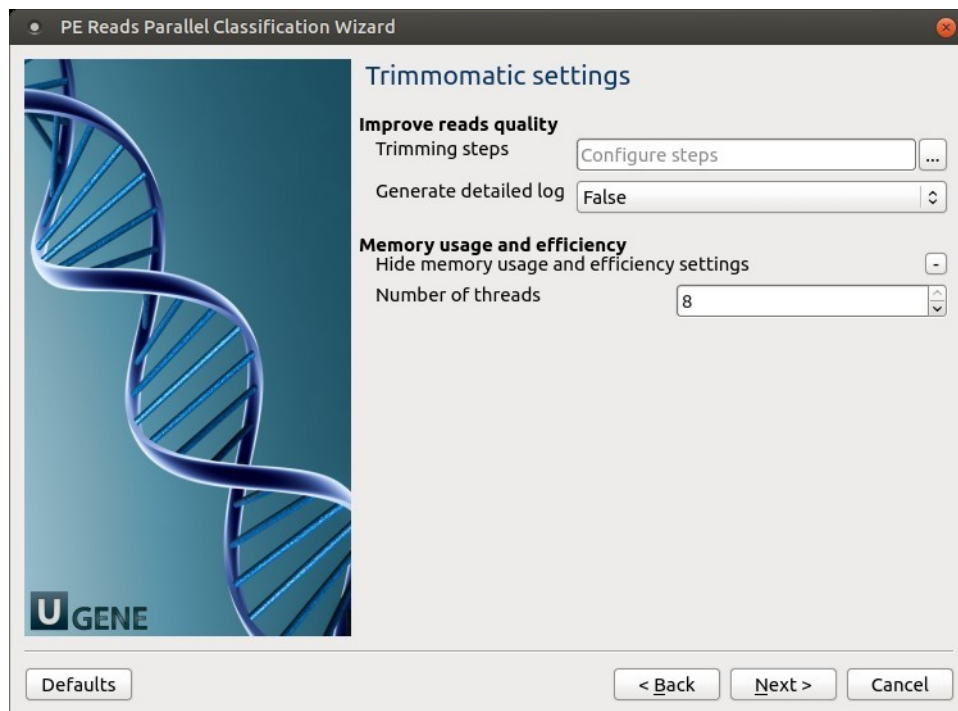 PE Reads Parallel Classification Wizard
Trimmomatic settings
Improve reads quality
Trimming steps Configure steps ...
Generate detailed log False
Memory usage and efficiency
Hide memory usage and efficiency settings -
Number of threads 8
U GENE
Defaults < Back Next > Cancel